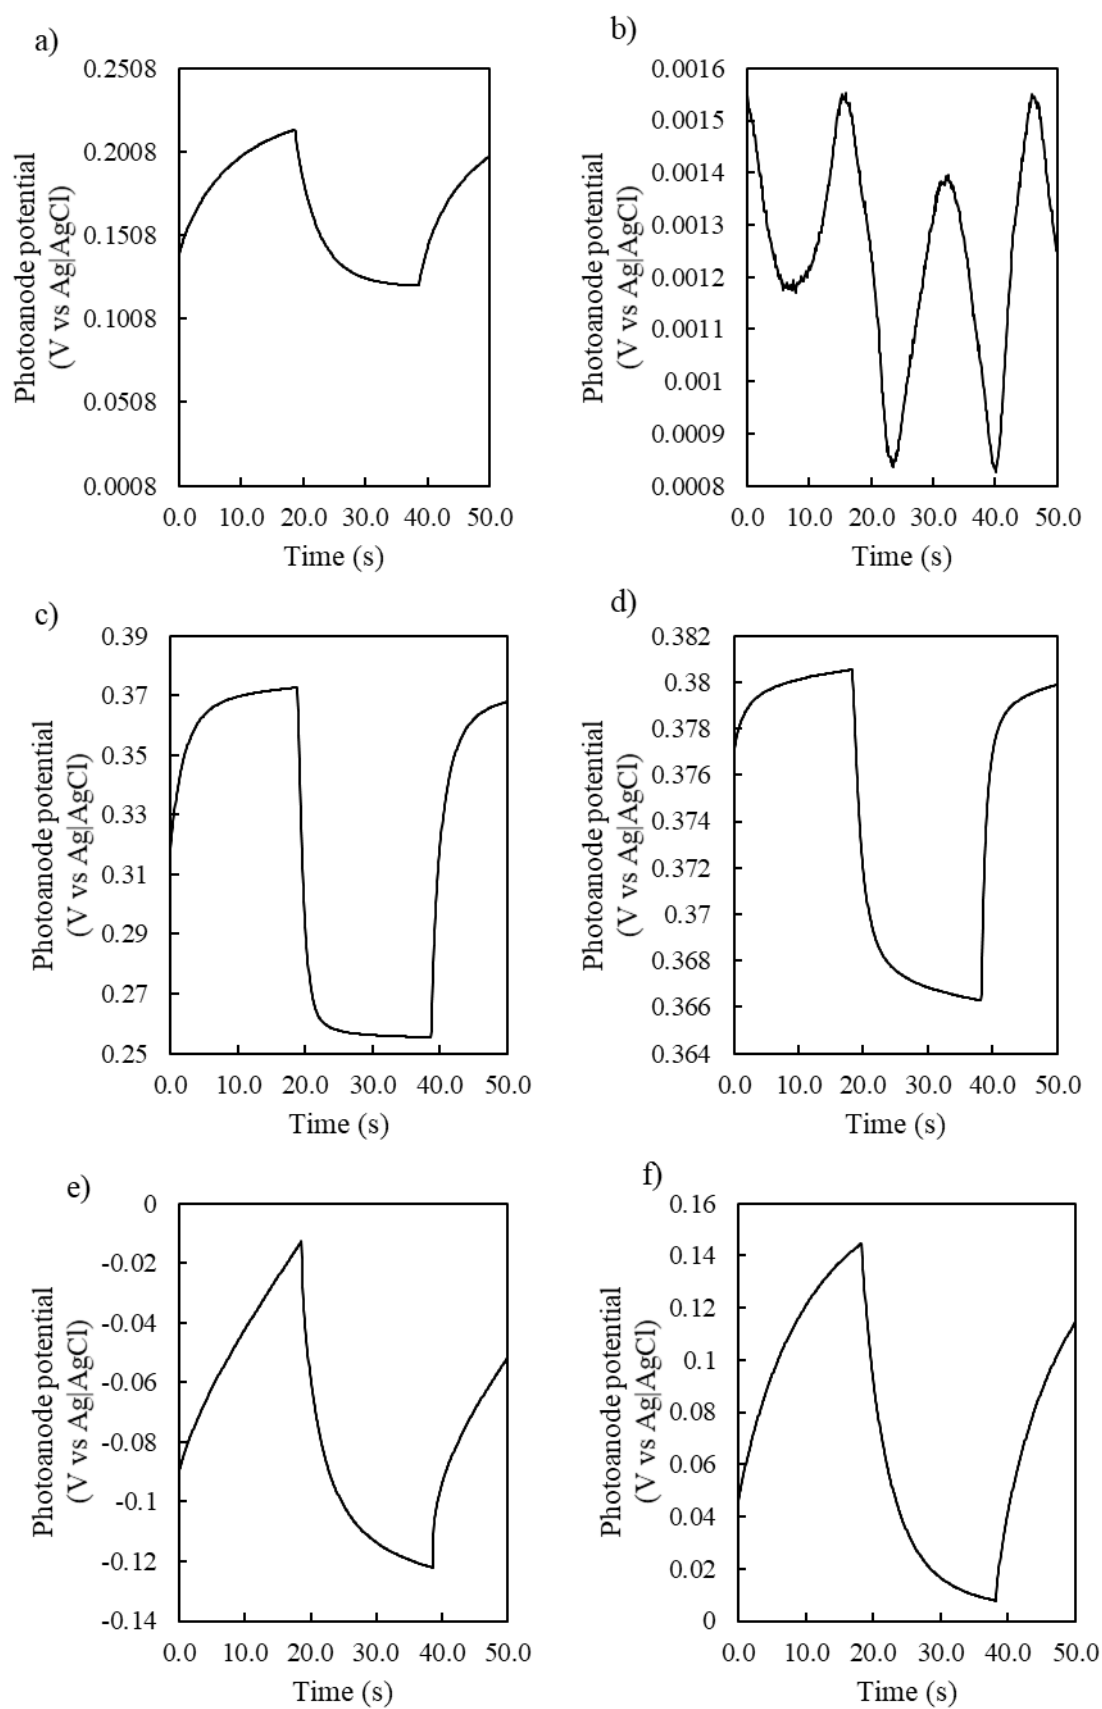 a)
0.2508
0.2008
0.1508
0.1008
0.0508
0.0008
Photoanode potential
(V vs Ag|AgCl)
0.0 10.0 20.0 30.0 40.0 50.0
Time (s)
b)
0.0016
0.0015
0.0014
0.0013
0.0012
0.0011
0.001
0.0009
0.0008
Photoanode potential
(V vs Ag|AgCl)
0.0 10.0 20.0 30.0 40.0 50.0
Time (s)
c)
0.39
0.37
0.35
0.33
0.31
0.29
0.27
0.25
Photoanode potential
(V vs Ag|AgCl)
0.0 10.0 20.0 30.0 40.0 50.0
Time (s)
d)
0.382
0.38
0.378
0.376
0.374
0.372
0.37
0.368
0.366
0.364
Photoanode potential
(V vs Ag|AgCl)
0.0 10.0 20.0 30.0 40.0 50.0
Time (s)
e)
0
-0.02
-0.04
-0.06
-0.08
-0.1
-0.12
-0.14
Photoanode potential
(V vs Ag|AgCl)
0.0 10.0 20.0 30.0 40.0 50.0
Time (s)
f)
0.16
0.14
0.12
0.1
0.08
0.06
0.04
0.02
0
Photoanode potential
(V vs Ag|AgCl)
0.0 10.0 20.0 30.0 40.0 50.0
Time (s)